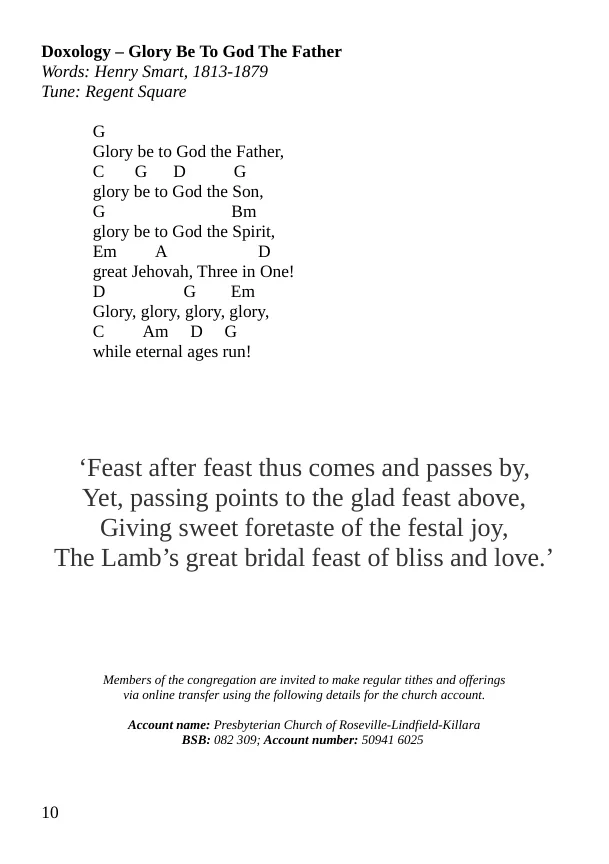 Doxology – Glory Be To God The Father
Words: Henry Smart, 1813-1879
Tune: Regent Square
G
Glory be to God the Father,
C G D G
glory be to God the Son,
G Bm
glory be to God the Spirit,
Em A D
great Jehovah, Three in One!
D G Em
Glory, glory, glory, glory,
C Am D G
while eternal ages run!
‘Feast after feast thus comes and passes by,
Yet, passing points to the glad feast above,
Giving sweet foretaste of the festal joy,
The Lamb’s great bridal feast of bliss and love.’
Members of the congregation are invited to make regular tithes and offerings
via online transfer using the following details for the church account.
Account name: Presbyterian Church of Roseville-Lindfield-Killara
BSB: 082 309; Account number: 50941 6025
10